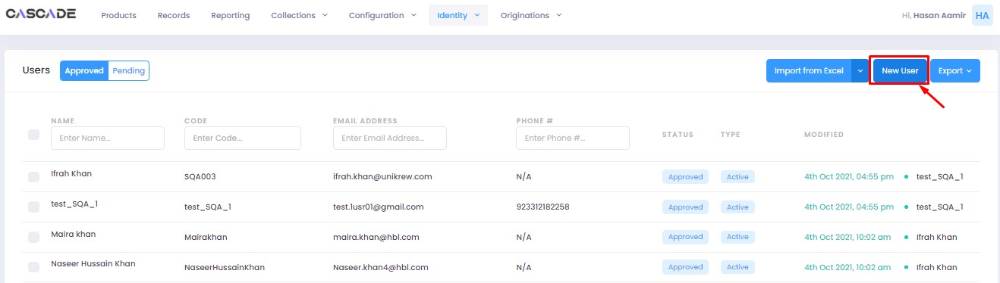 CASCADE Products Records Reporting Collections Configuration Identity Originations Hi, Hasan Aamir HA
Users Approved Pending Import from Excel New User Export
NAME CODE EMAIL ADDRESS PHONE #
STATUS TYPE MODIFIED
Enter Name... Enter Code... Enter Email Address... Enter Phone #...
Ifrah Khan SQA003 ifrah.khan@unikrew.com N/A Approved Active 4th Oct 2021, 04:55 pm test_SQA_1
test_SQA_1 test_SQA_1 test.1usr01@gmail.com 923312182258 Approved Active 4th Oct 2021, 04:55 pm test_SQA_1
Maira khan Mairakhan maira.khan@hbl.com N/A Approved Active 4th Oct 2021, 10:02 am Ifrah Khan
Naseer Hussain Khan NaseerHussainKhan Naseer.khan4@hbl.com N/A Approved Active 4th Oct 2021, 10:02 am Ifrah Khan